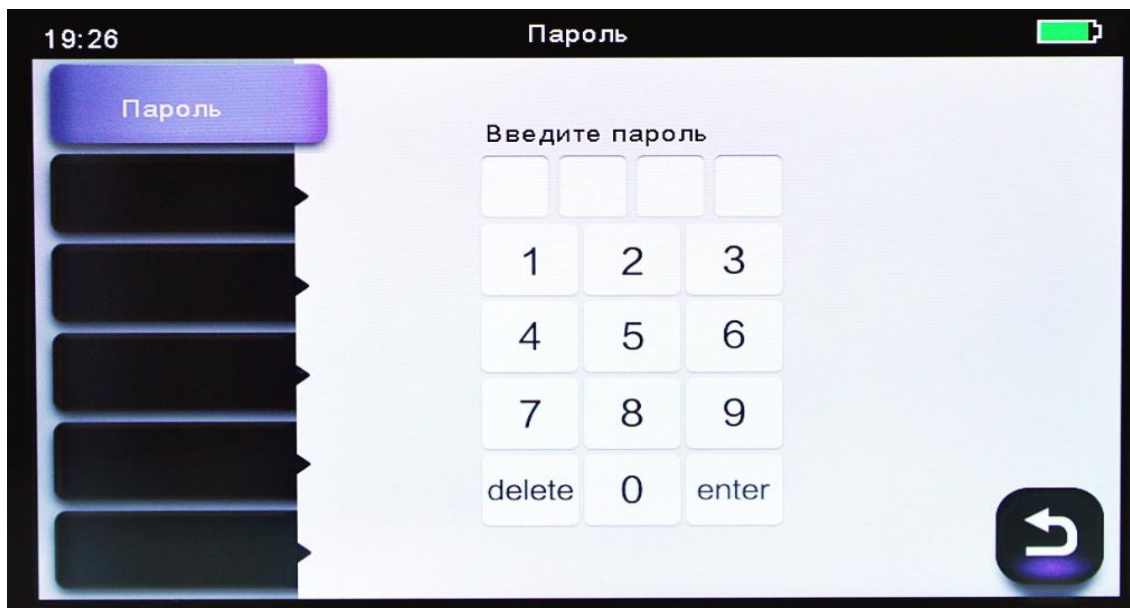 19:26 Пароль
Пароль
Введите пароль
1 2 3
4 5 6
7 8 9
delete 0 enter